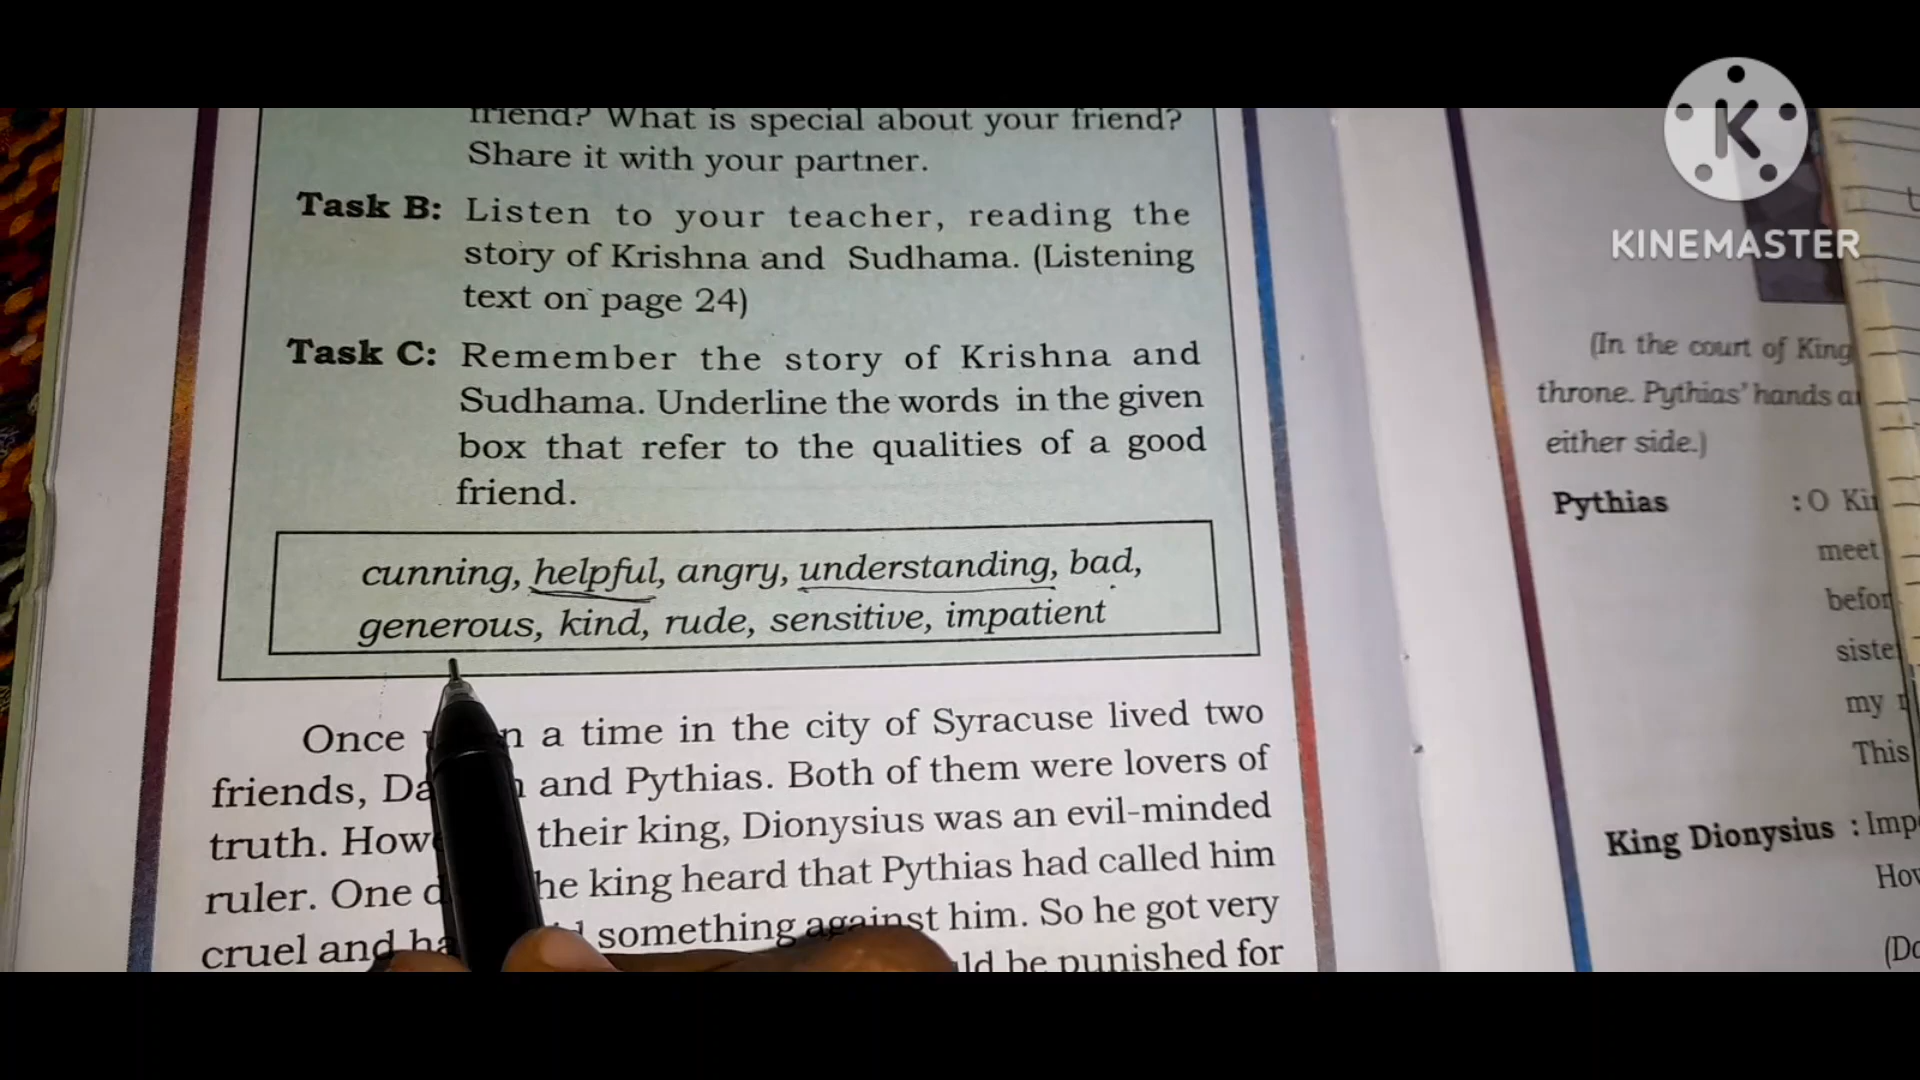 friend? What is special about your friend?
Share it with your partner.
Task B: Listen to your teacher, reading the
story of Krishna and Sudhama. (Listening
text on page 24)
Task C: Remember the story of Krishna and
Sudhama. Underline the words in the given
box that refer to the qualities of a good
friend.
cunning, helpful, angry, understanding, bad,
generous, kind, rude, sensitive, impatient
Once a time in the city of Syracuse lived two
friends, and Pythias. Both of them were lovers of
truth. their king, Dionysius was an evil-minded
ruler. One king heard that Pythias had called him
cruel and something against him. So he got very
be punished for
KINEMASTER
(In the court of King
throne. Pythias' hands
either side.)
Pythias : O
meet
my
This
King Dionysius :